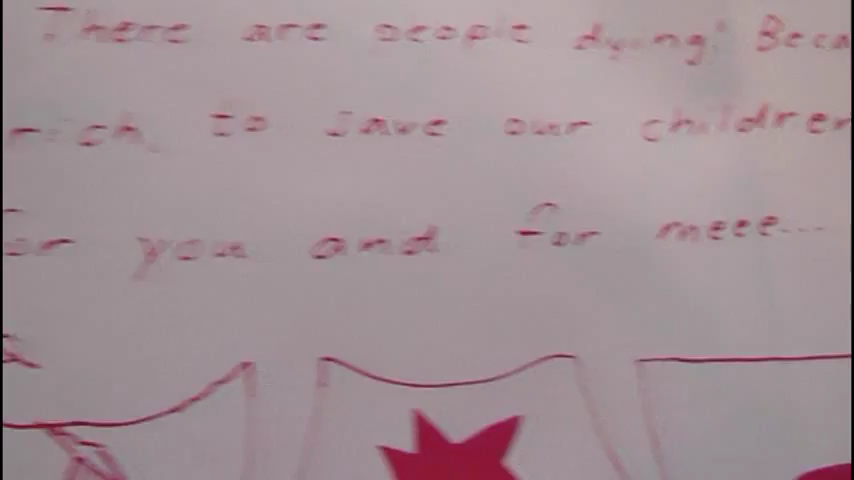 There are people dying! Beca
rich, to save our children
for you and for meee...